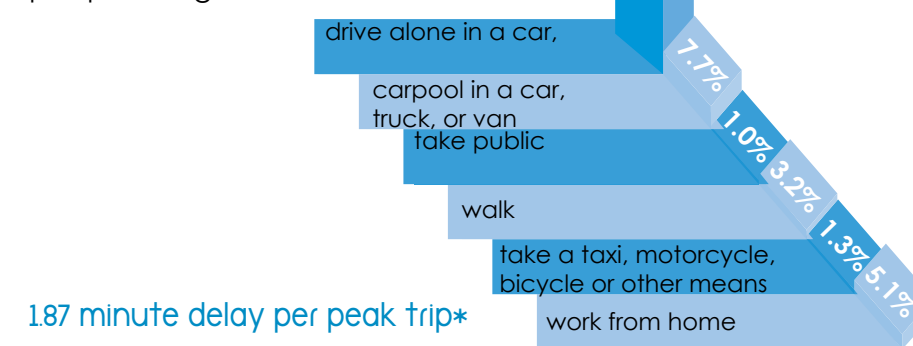 drive alone in a car,
7.7%
carpool in a car,
truck, or van
1.0%
take public
3.2%
walk
1.3%
take a taxi, motorcycle,
bicycle or other means
5.1%
work from home
1.87 minute delay per peak trip*